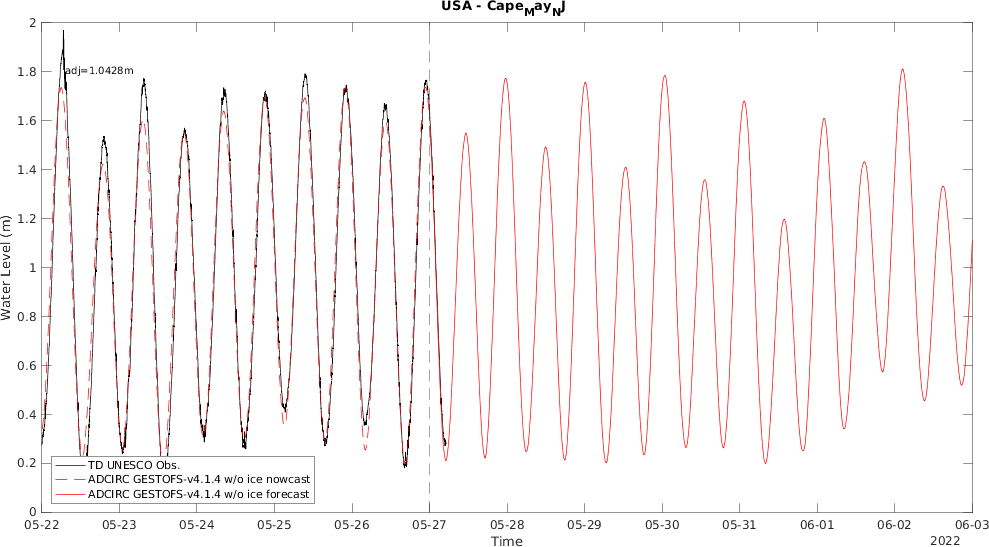 USA - CapeMayNJ
2
1.8
1.6
1.4
1.2
1
0.8
0.6
0.4
0.2
0
Water Level (m)
adj=1.0428m
TD UNESCO Obs.
ADCIRC GESTOFS-v4.1.4 w/o ice nowcast
ADCIRC GESTOFS-v4.1.4 w/o ice forecast
05-22 05-23 05-24 05-25 05-26 05-27 05-28 05-29 05-30 05-31 06-01 06-02 06-03
Time
2022